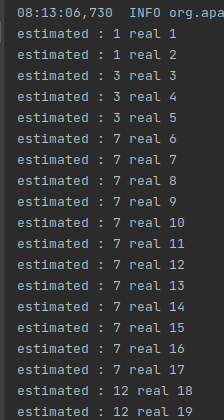 08:13:06,730  INFO org.apa
estimated : 1 real 1
estimated : 1 real 2
estimated : 3 real 3
estimated : 3 real 4
estimated : 3 real 5
estimated : 7 real 6
estimated : 7 real 7
estimated : 7 real 8
estimated : 7 real 9
estimated : 7 real 10
estimated : 7 real 11
estimated : 7 real 12
estimated : 7 real 13
estimated : 7 real 14
estimated : 7 real 15
estimated : 7 real 16
estimated : 7 real 17
estimated : 12 real 18
estimated : 12 real 19